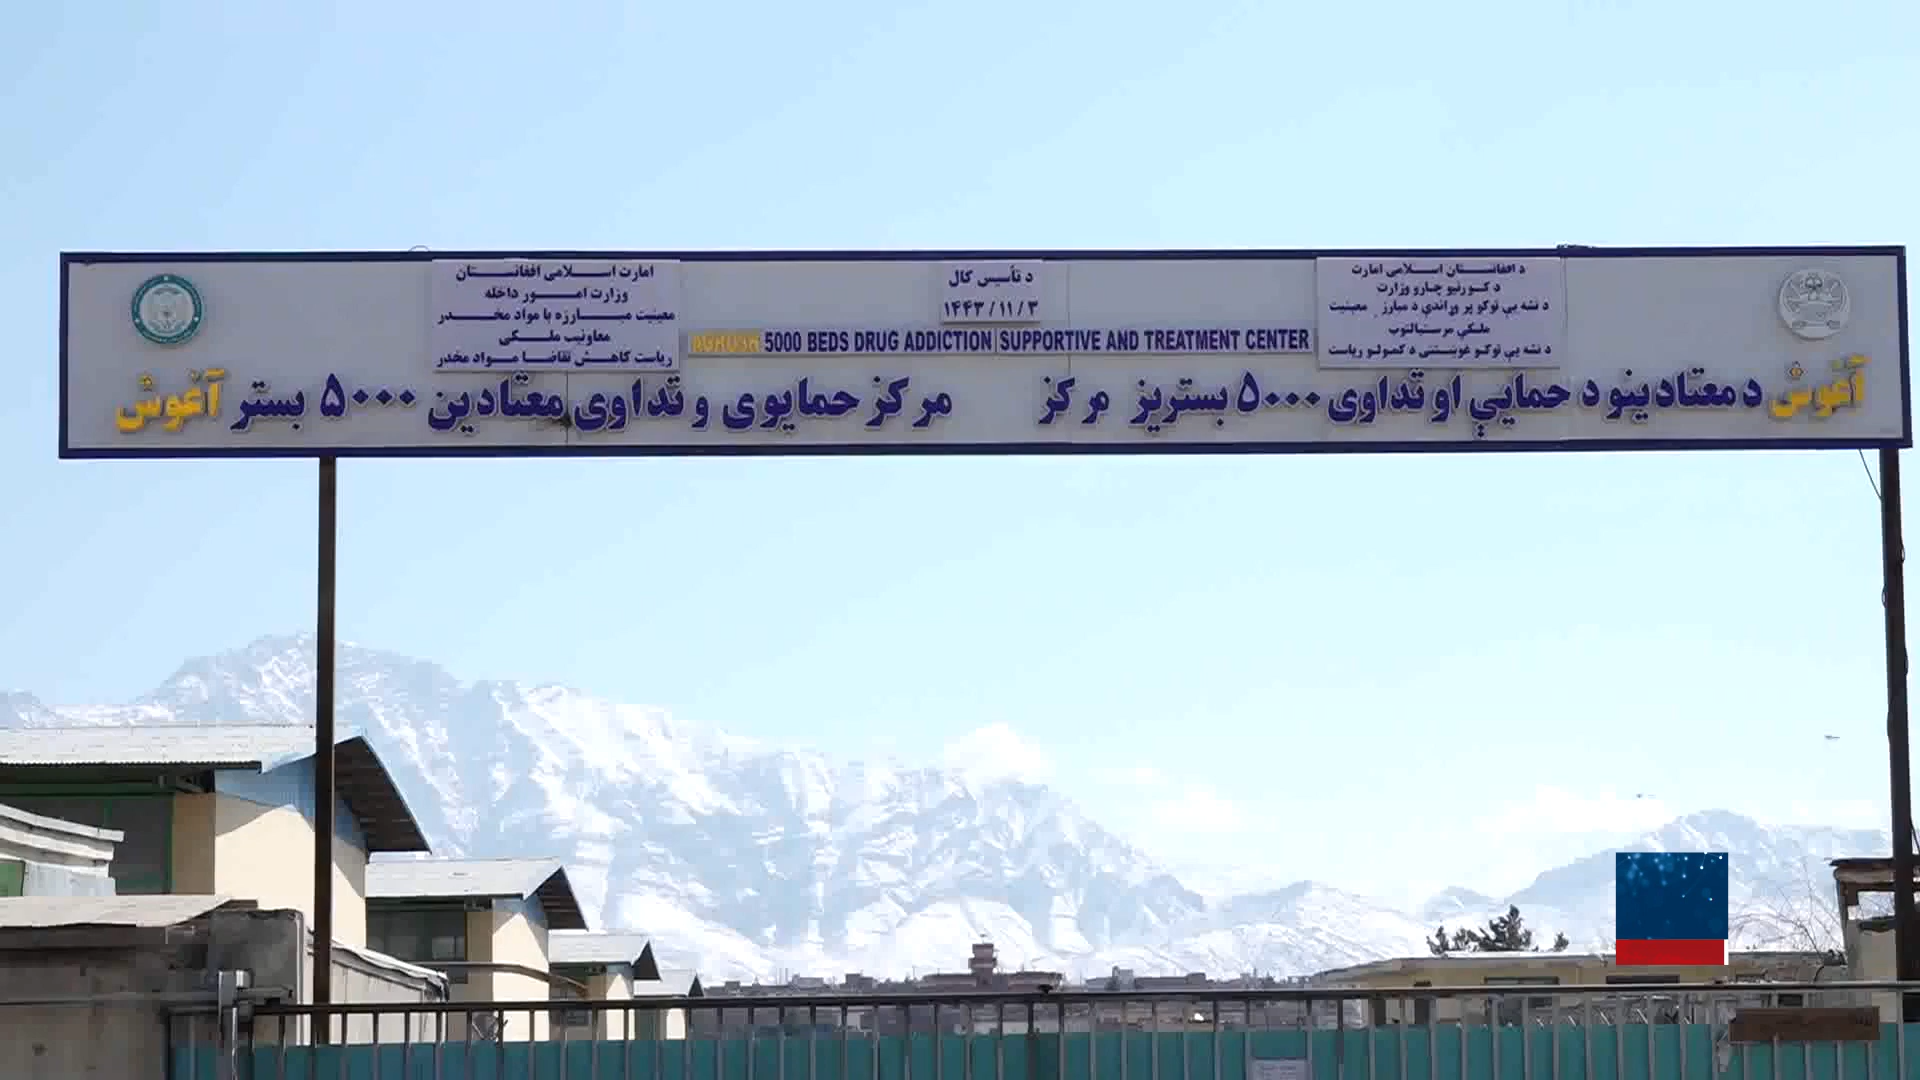 د افغانستان اسلامی امارت
د کورنیو چارو وزارت
د نشه یې توکو پر وړاندې د مبارزې معینیت
ملکي مرستیالتوب
د نشه یې توکو غوښتنې د کمولو ریاست
د تأسیس کال
۱۴۴۳/۱۱/۳
امارت اسلامی افغانستان
وزارت امور داخله
معینیت مبارزه با مواد مخدر
معاونیت ملکی
ریاست کاهش تقاضا مواد مخدر
AGHUSH 5000 BEDS DRUG ADDICTION SUPPORTIVE AND TREATMENT CENTER
آغوش د معتادینو د حمایې او تداوی ۵۰۰۰ بستریز مرکز
مرکز حمایوی و تداوی معتادین ۵۰۰۰ بستر آغوش